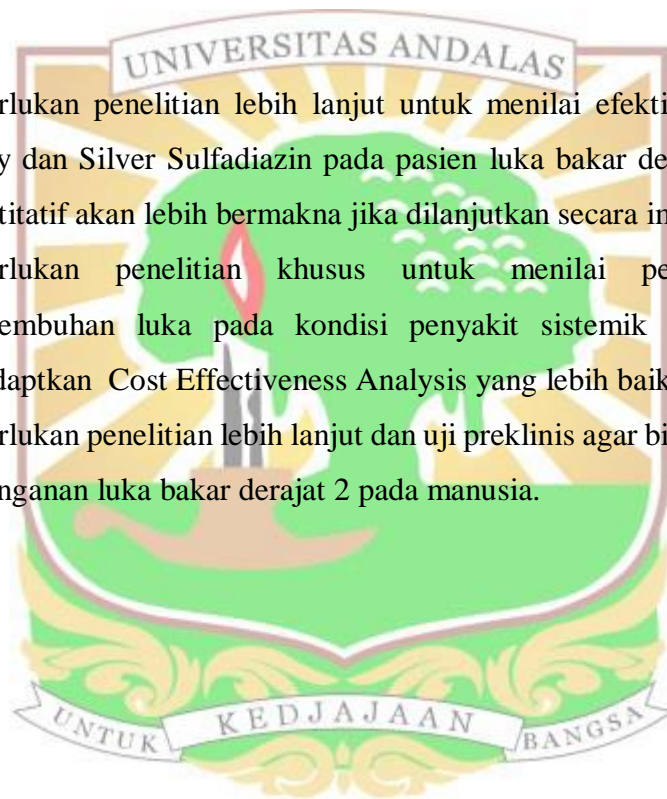 UNIVERSITAS ANDALAS
rlukan penelitian lebih lanjut untuk menilai efekti
y dan Silver Sulfadiazin pada pasien luka bakar de
titatif akan lebih bermakna jika dilanjutkan secara in
rlukan penelitian khusus untuk menilai pe
embuhan luka pada kondisi penyakit sistemik
daptkan Cost Effectiveness Analysis yang lebih baik
rlukan penelitian lebih lanjut dan uji preklinis agar bi
nganan luka bakar derajat 2 pada manusia.
UNTUK KEDJAJAAN BANGSA